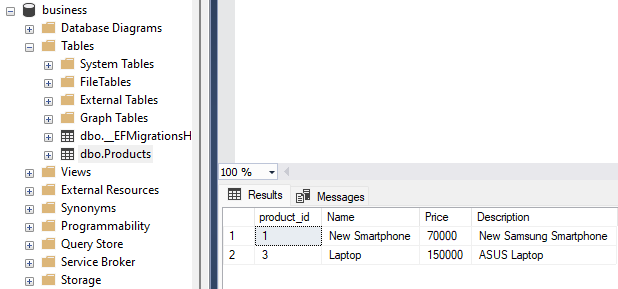 business
Database Diagrams
Tables
System Tables
FileTables
External Tables
Graph Tables
dbo.__EFMigrationsH
dbo.Products
Views
External Resources
Synonyms
Programmability
Query Store
Service Broker
Storage
100 %
Results Messages
product_id Name Price Description
1 1 New Smartphone 70000 New Samsung Smartphone
2 3 Laptop 150000 ASUS Laptop